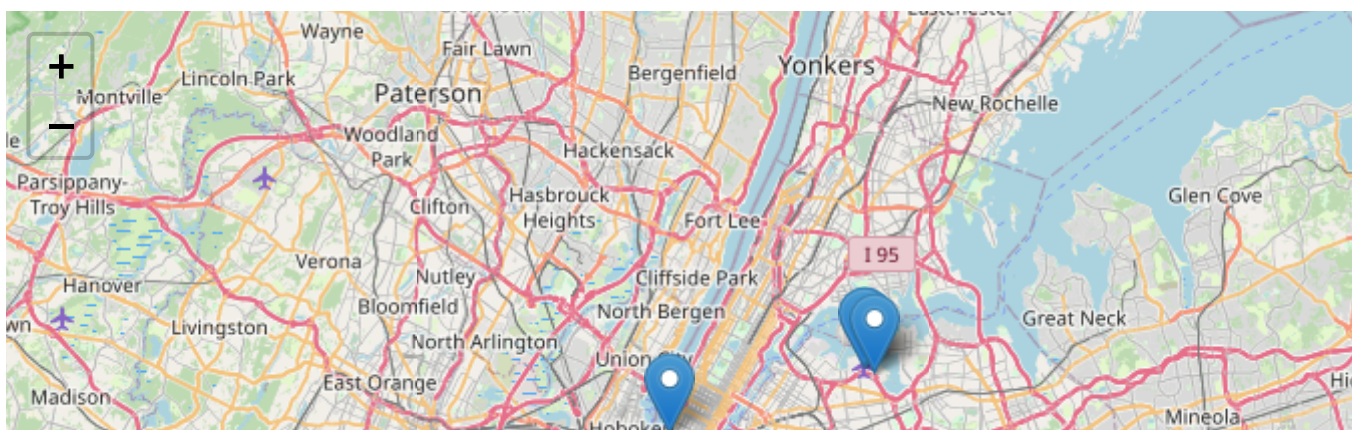 Eastchester
Wayne
Fair Lawn
+
Lincoln Park
Bergenfield
Yonkers
Montville
Paterson
New Rochelle
Woodland
Park
Hackensack
Parsippany-
Troy Hills
Hasbrouck
Heights
Glen Cove
Clifton
Fort Lee
I 95
Verona
Nutley
Cliffside Park
Hanover
Bloomfield
North Bergen
Great Neck
Livingston
North Arlington
Union City
East Orange
Madison
Mineola
Hoboken